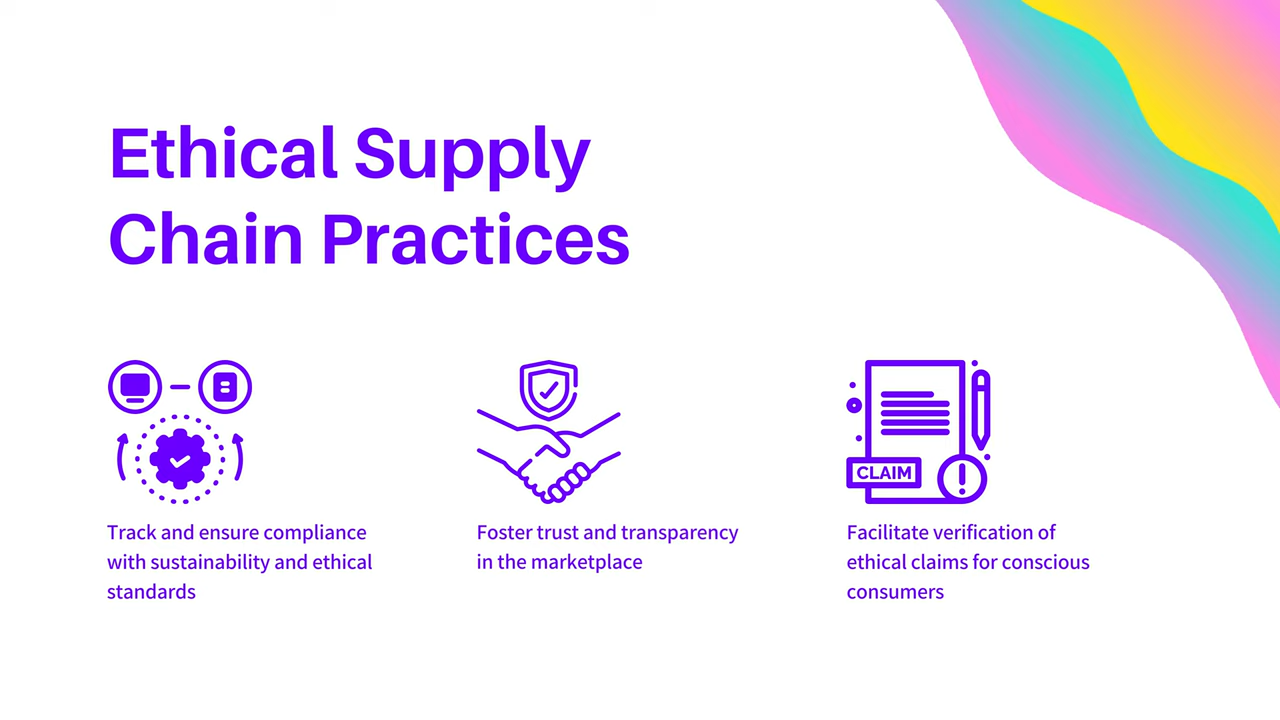 Ethical Supply
Chain Practices
CLAIM
Track and ensure compliance
with sustainability and ethical
standards
Foster trust and transparency
in the marketplace
Facilitate verification of
ethical claims for conscious
consumers